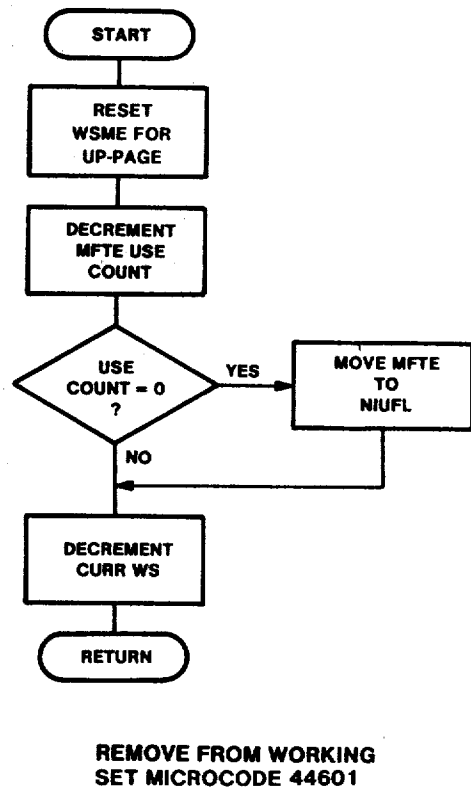 START
RESET
WSME FOR
UP-PAGE
DECREMENT
MFTE USE
COUNT
USE
COUNT = 0
?
YES
MOVE MFTE
TO
NIUFL
NO
DECREMENT
CURR WS
RETURN
REMOVE FROM WORKING
SET MICROCODE 44601